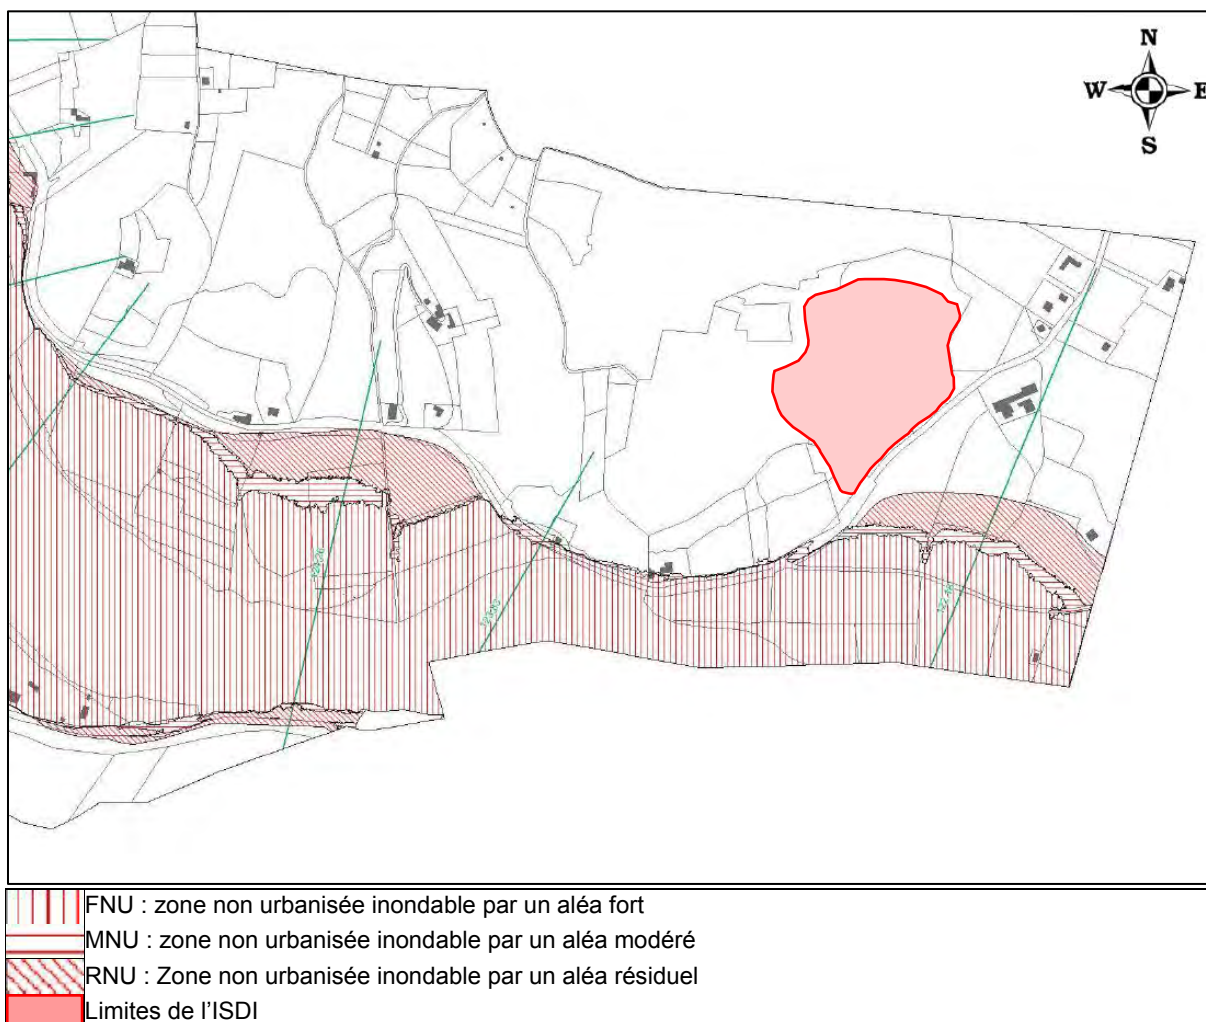 N
W E
S
FNU : zone non urbanisée inondable par un aléa fort
MNU : zone non urbanisée inondable par un aléa modéré
RNU : Zone non urbanisée inondable par un aléa résiduel
Limites de l'ISDI